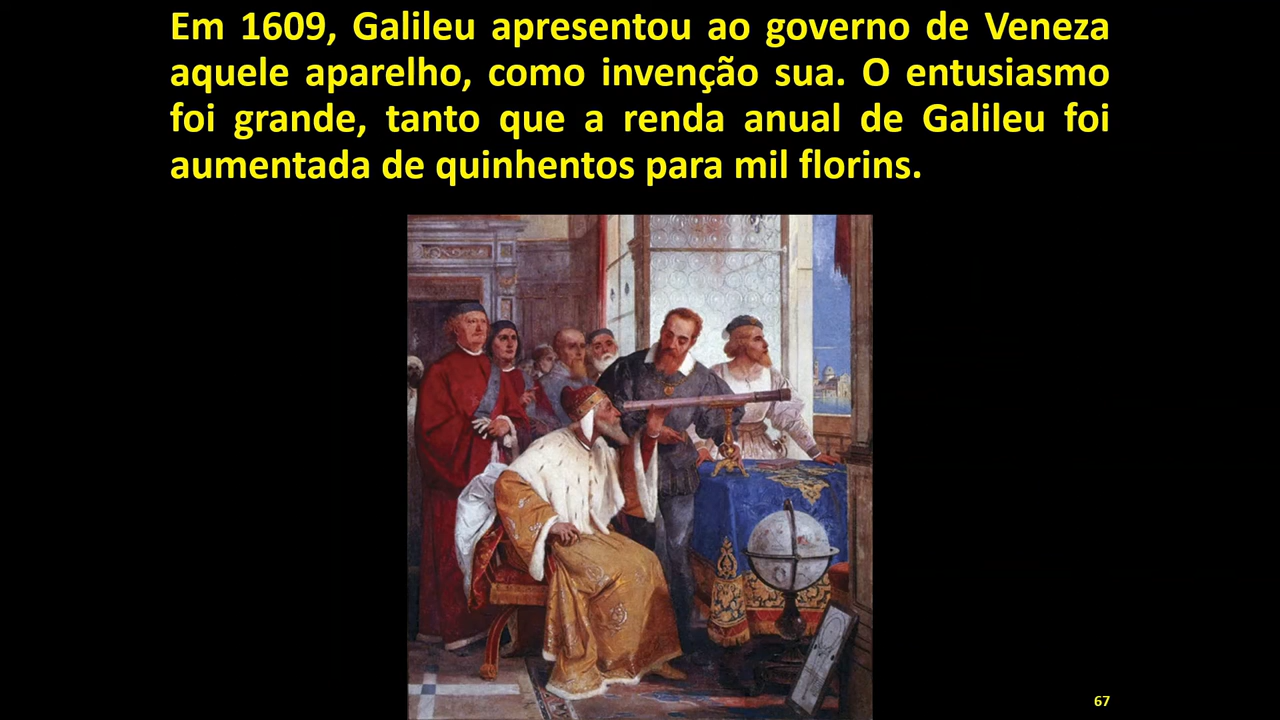 Em 1609, Galileu apresentou ao governo de Veneza
aquele aparelho, como invenção sua. O entusiasmo
foi grande, tanto que a renda anual de Galileu foi
aumentada de quinhentos para mil florins.
67